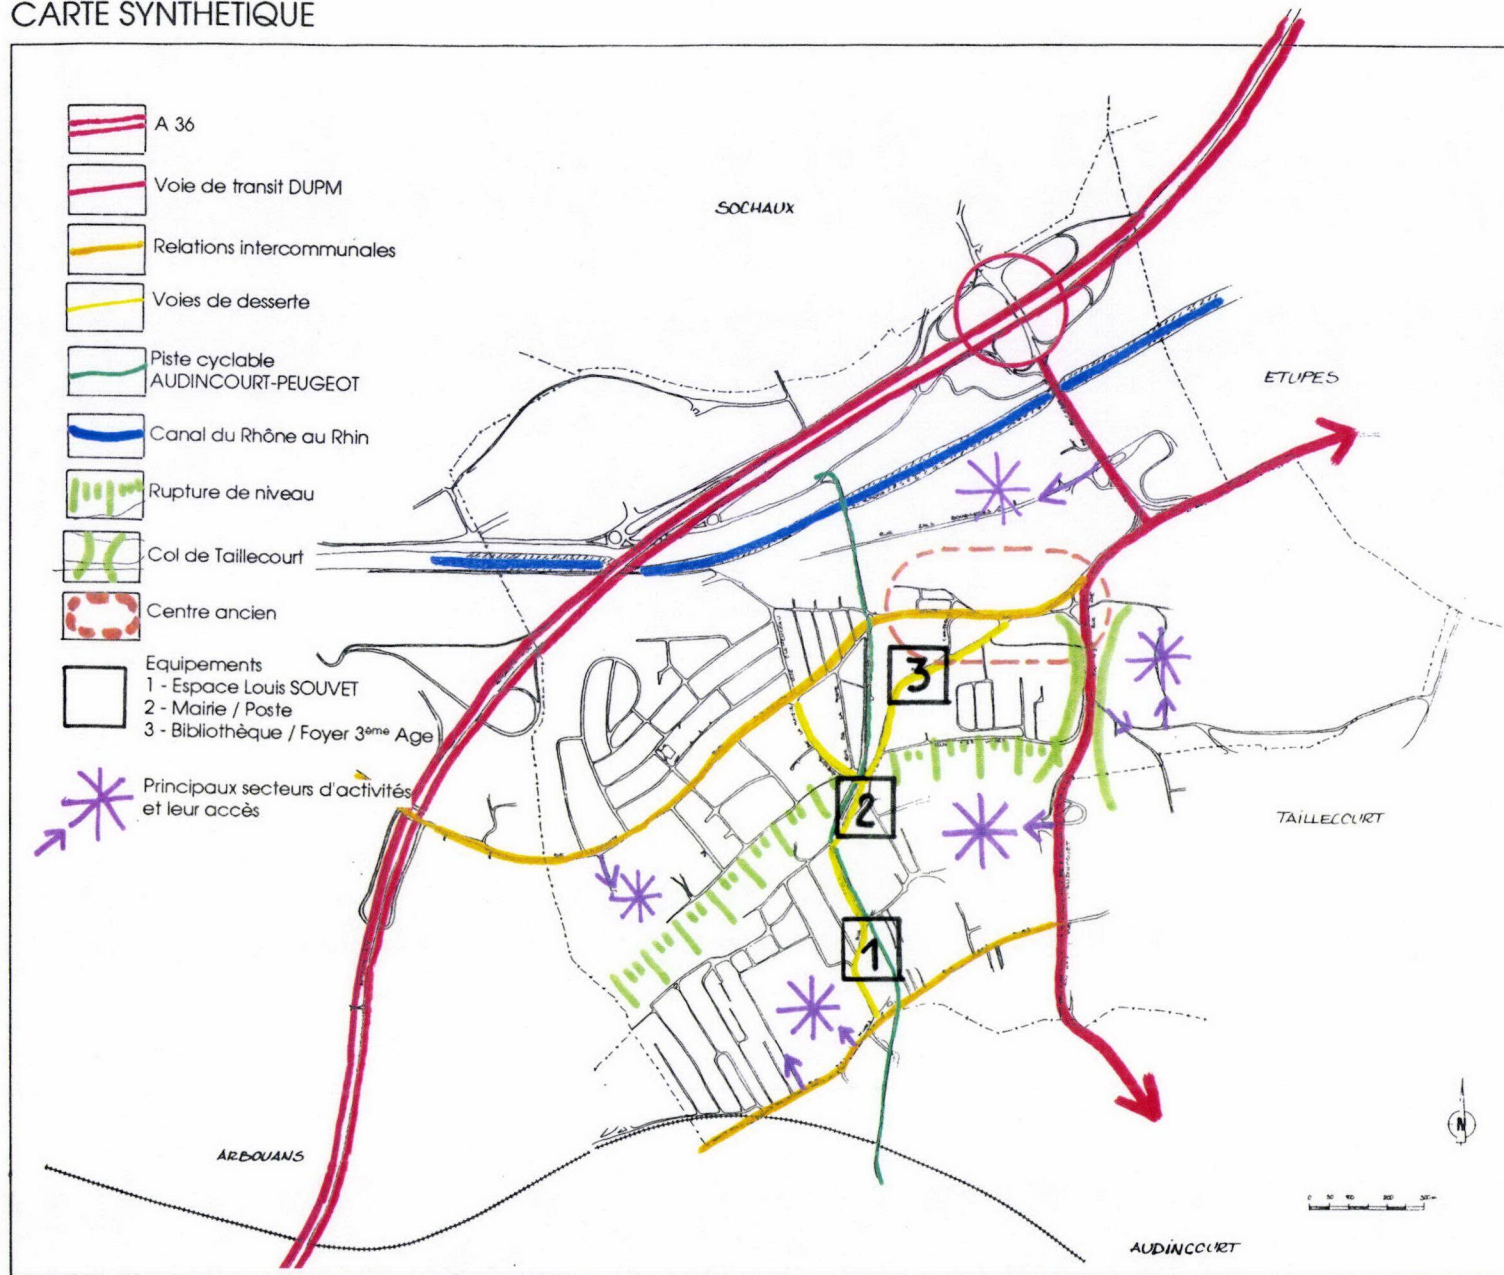 CARTE SYNTHETIQUE
A 36
Voie de transit DUPM
Relations intercommunales
Voies de desserte
Piste cyclable
AUDINCOURT-PEUGEOT
Canal du Rhône au Rhin
Rupture de niveau
Col de Taillecourt
Centre ancien
Equipements
1 - Espace Louis SOUVET
2 - Mairie / Poste
3 - Bibliothèque / Foyer 3ème Age
Principaux secteurs d'activités
et leur accès
SOCHAUX
ETUPES
3
2
TAILLECOURT
1
ARBOUANS
N
AUDINCOURT